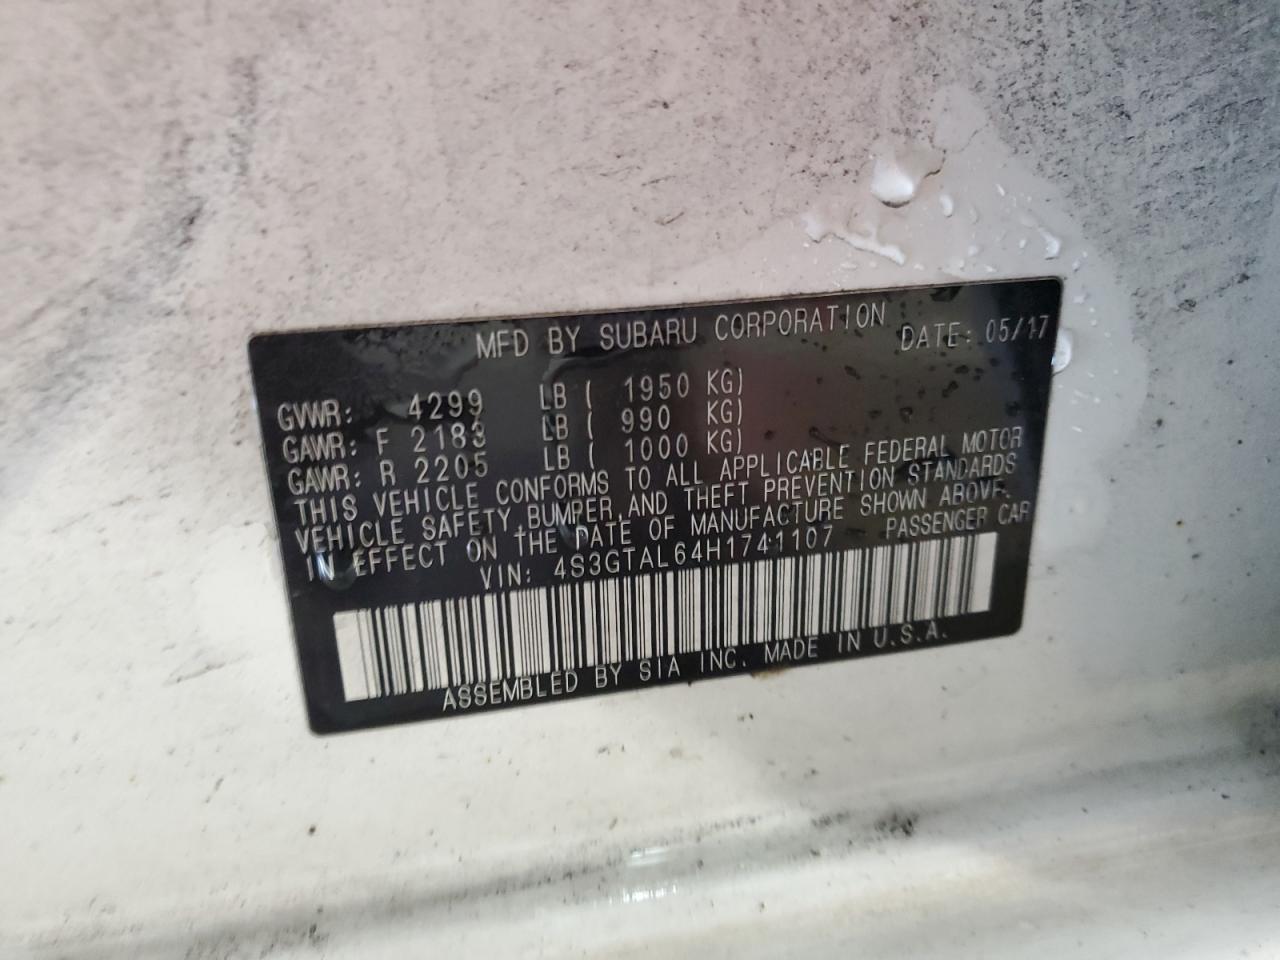 MFD BY SUBARU CORPORATION DATE: 05/17
GVWR: 4299 LB ( 1950 KG)
GAWR: F 2183 LB ( 990 KG)
GAWR: R 2205 LB ( 1000 KG)
THIS VEHICLE CONFORMS TO ALL APPLICABLE FEDERAL MOTOR
VEHICLE SAFETY, BUMPER, AND THEFT PREVENTION STANDARDS
IN EFFECT ON THE DATE OF MANUFACTURE SHOWN ABOVE.
VIN: 4S3GTAL64H1741107 PASSENGER CAR
ASSEMBLED BY SIA INC. MADE IN U.S.A.